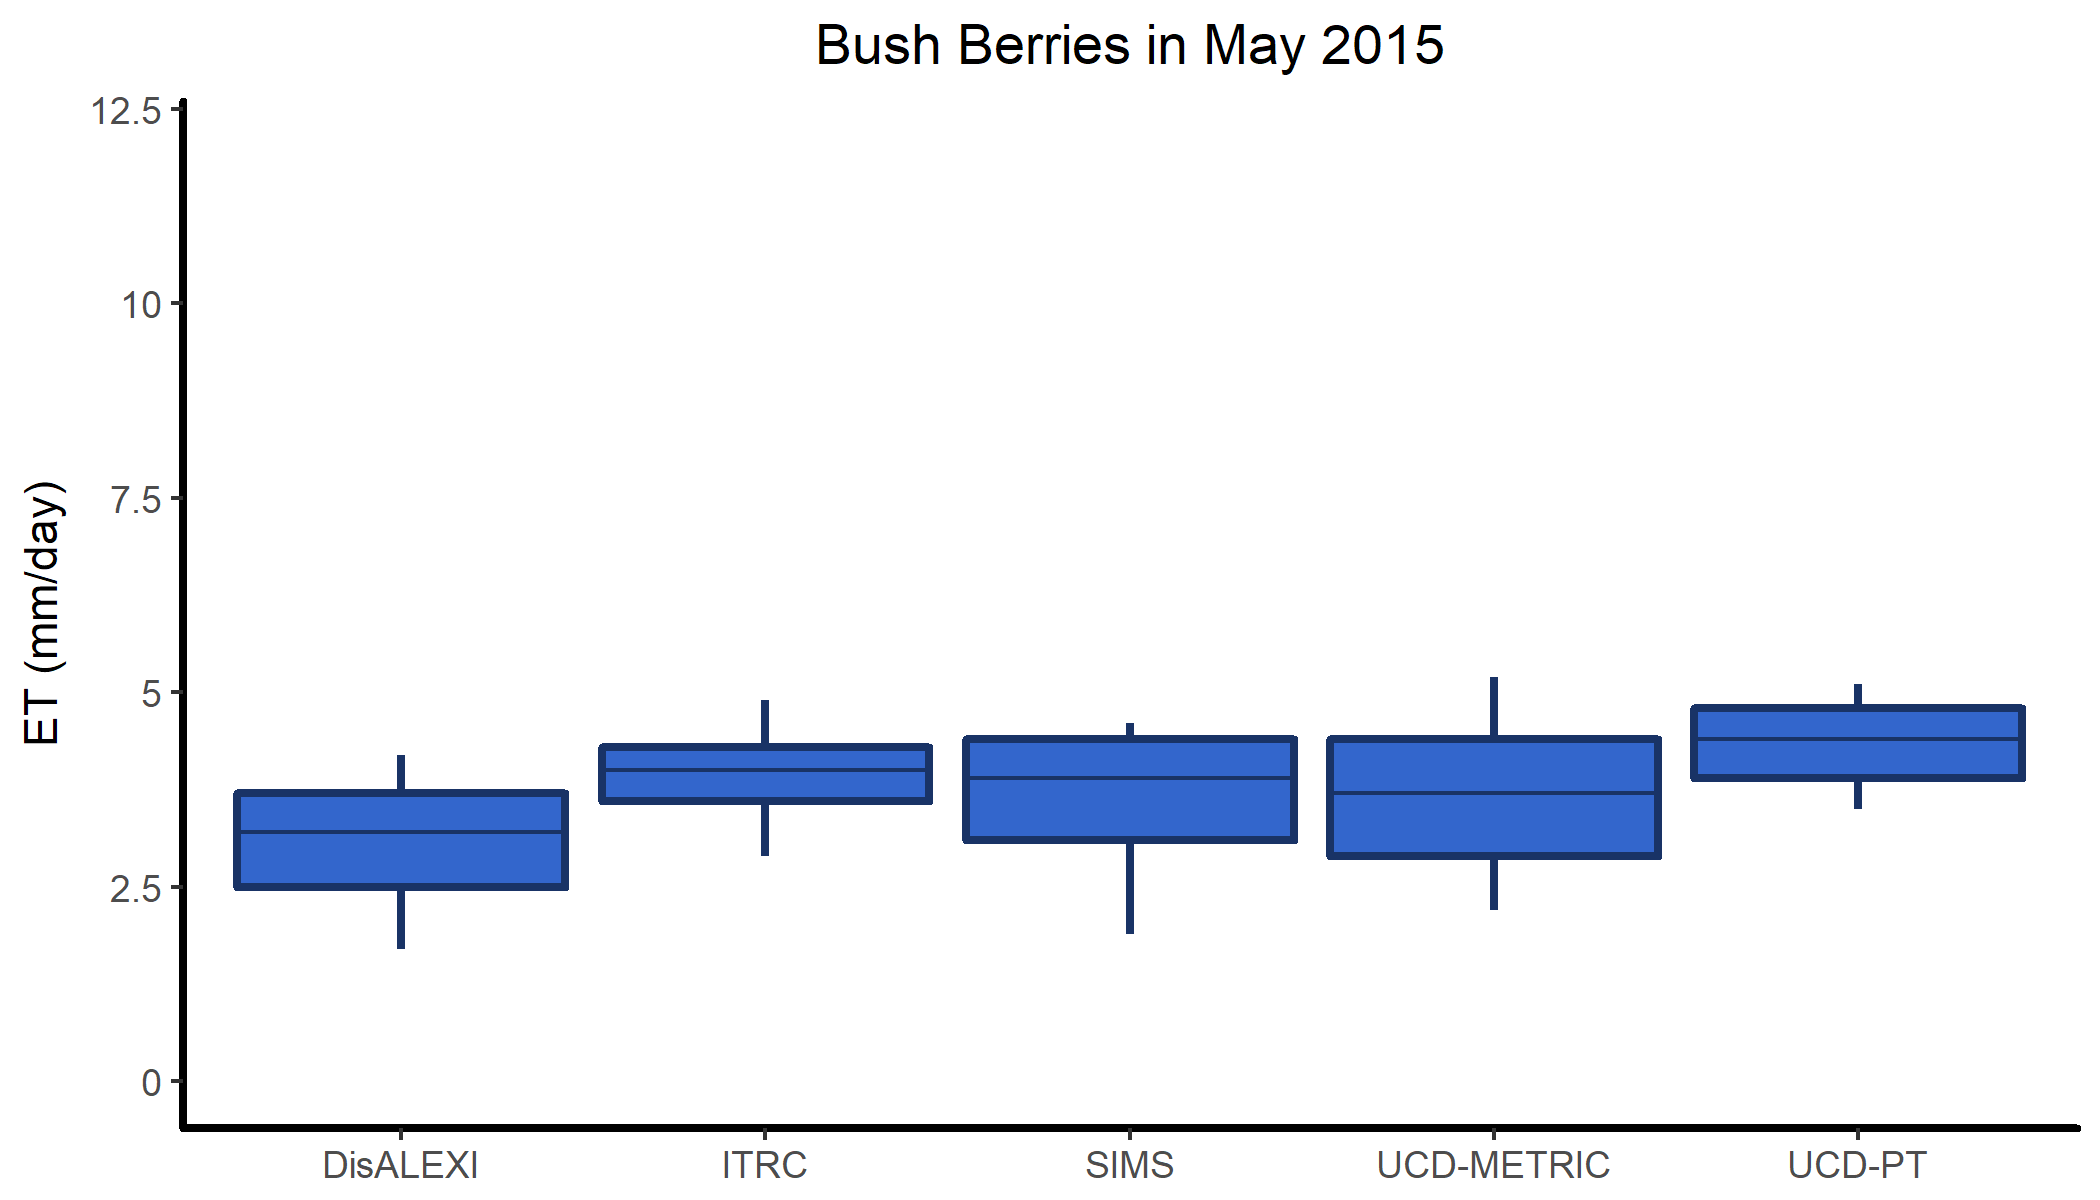 Bush Berries in May 2015
ET (mm/day)
12.5
10
7.5
5
2.5
0
DisALEXI
ITRC
SIMS
UCD-METRIC
UCD-PT